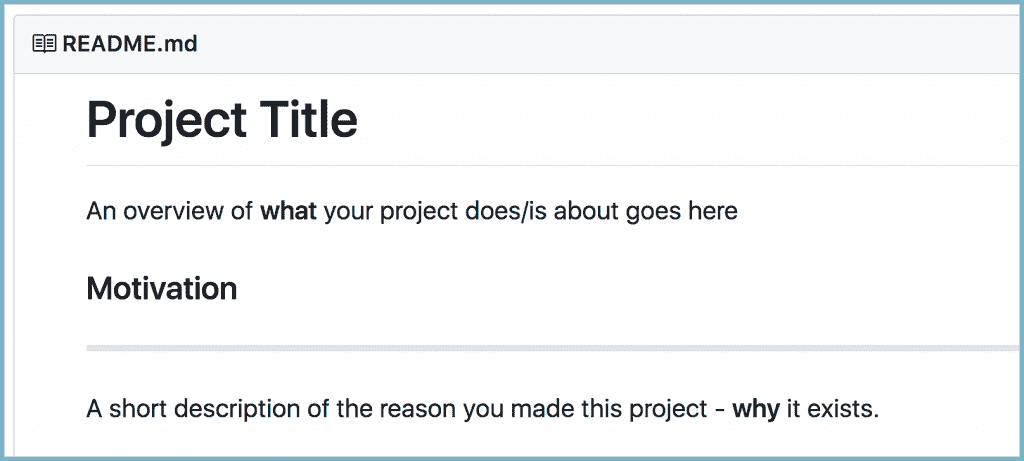 README.md
Project Title
An overview of what your project does/is about goes here
Motivation
A short description of the reason you made this project - why it exists.